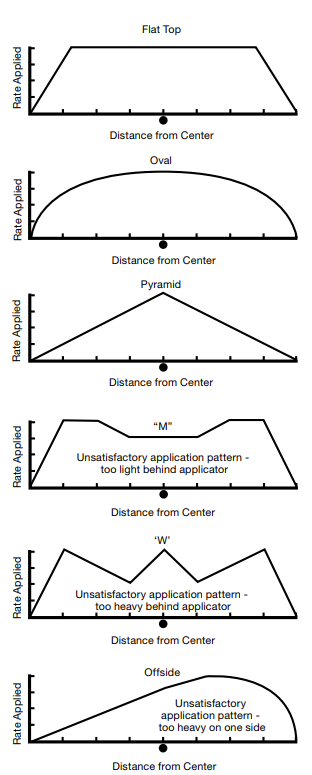 Flat Top
Rate Applied
Distance from Center
Oval
Rate Applied
Distance from Center
Pyramid
Rate Applied
Distance from Center
“M”
Rate Applied
Unsatisfactory application pattern -
too light behind applicator
Distance from Center
‘W’
Rate Applied
Unsatisfactory application pattern -
too heavy behind applicator
Distance from Center
Offside
Rate Applied
Unsatisfactory
application pattern -
too heavy on one side
Distance from Center